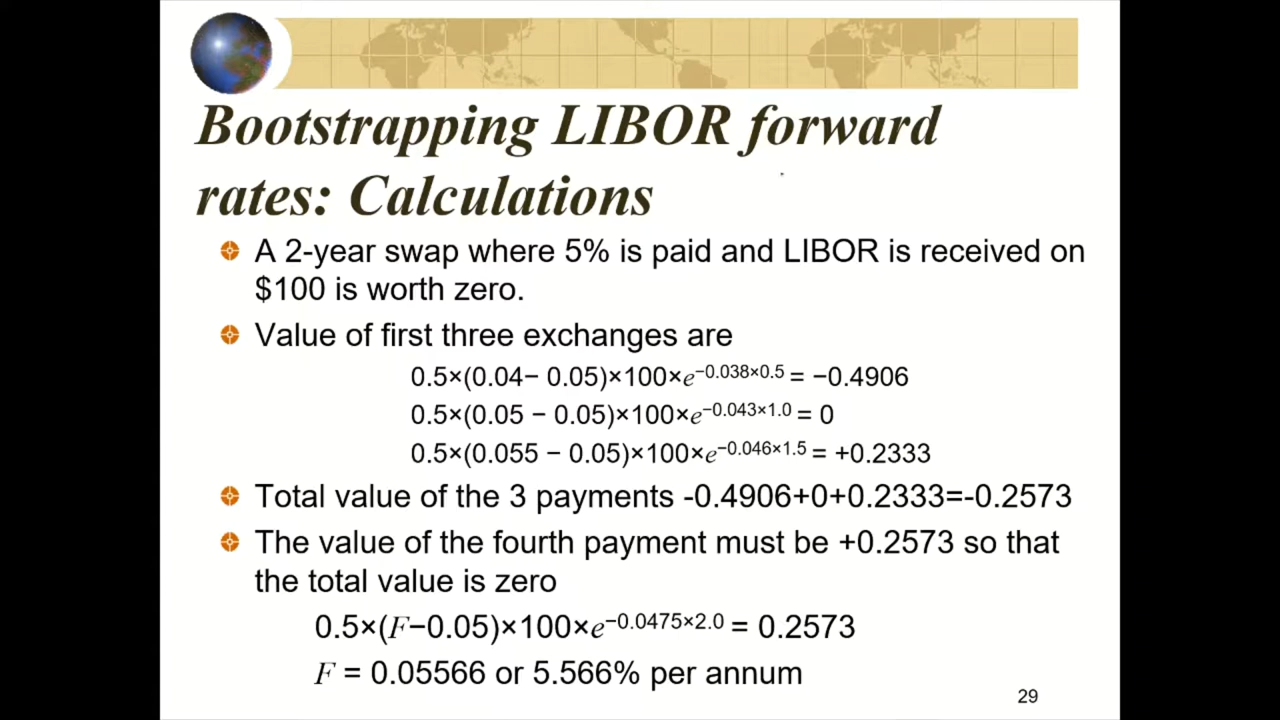 Bootstrapping LIBOR forward
rates: Calculations
A 2-year swap where 5% is paid and LIBOR is received on
$100 is worth zero.
Value of first three exchanges are
0.5×(0.04− 0.05)×100×e^−0.038×0.5 = −0.4906
0.5×(0.05 − 0.05)×100×e^−0.043×1.0 = 0
0.5×(0.055 − 0.05)×100×e^−0.046×1.5 = +0.2333
Total value of the 3 payments -0.4906+0+0.2333=-0.2573
The value of the fourth payment must be +0.2573 so that
the total value is zero
0.5×(F−0.05)×100×e^−0.0475×2.0 = 0.2573
F = 0.05566 or 5.566% per annum
29